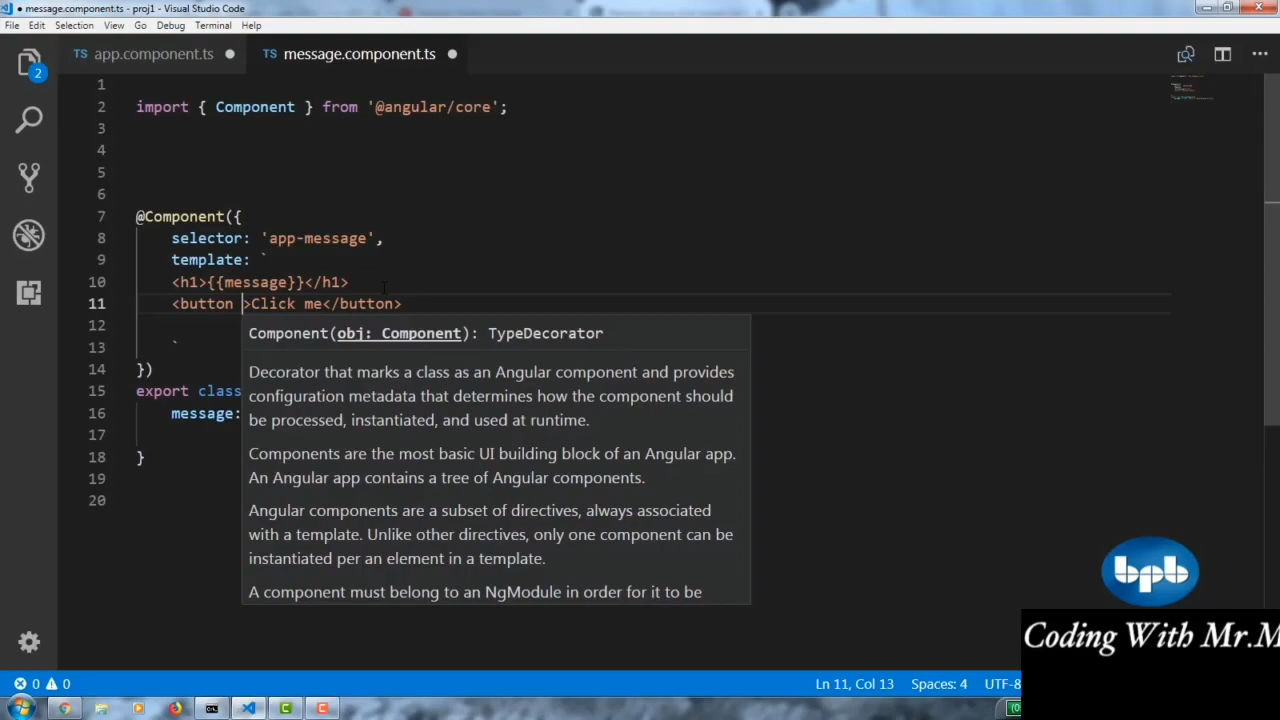 message.component.ts - proj1 - Visual Studio Code
File Edit Selection View Go Debug Terminal Help
TS app.component.ts TS message.component.ts
2
1
2 import { Component } from '@angular/core';
3
4
5
6
7 @Component({
8 selector: 'app-message',
9 template: `
10 <h1>{{message}}</h1>
11 <button >Click me</button>
12
13 `
14 })
15 export class
16 message:
17
18 }
19
20
Component(obj: Component): TypeDecorator
Decorator that marks a class as an Angular component and provides
configuration metadata that determines how the component should
be processed, instantiated, and used at runtime.
Components are the most basic UI building block of an Angular app.
An Angular app contains a tree of Angular components.
Angular components are a subset of directives, always associated
with a template. Unlike other directives, only one component can be
instantiated per an element in a template.
A component must belong to an NgModule in order for it to be
bpb
Coding With Mr.M
0 0 Ln 11, Col 13 Spaces: 4 UTF-8